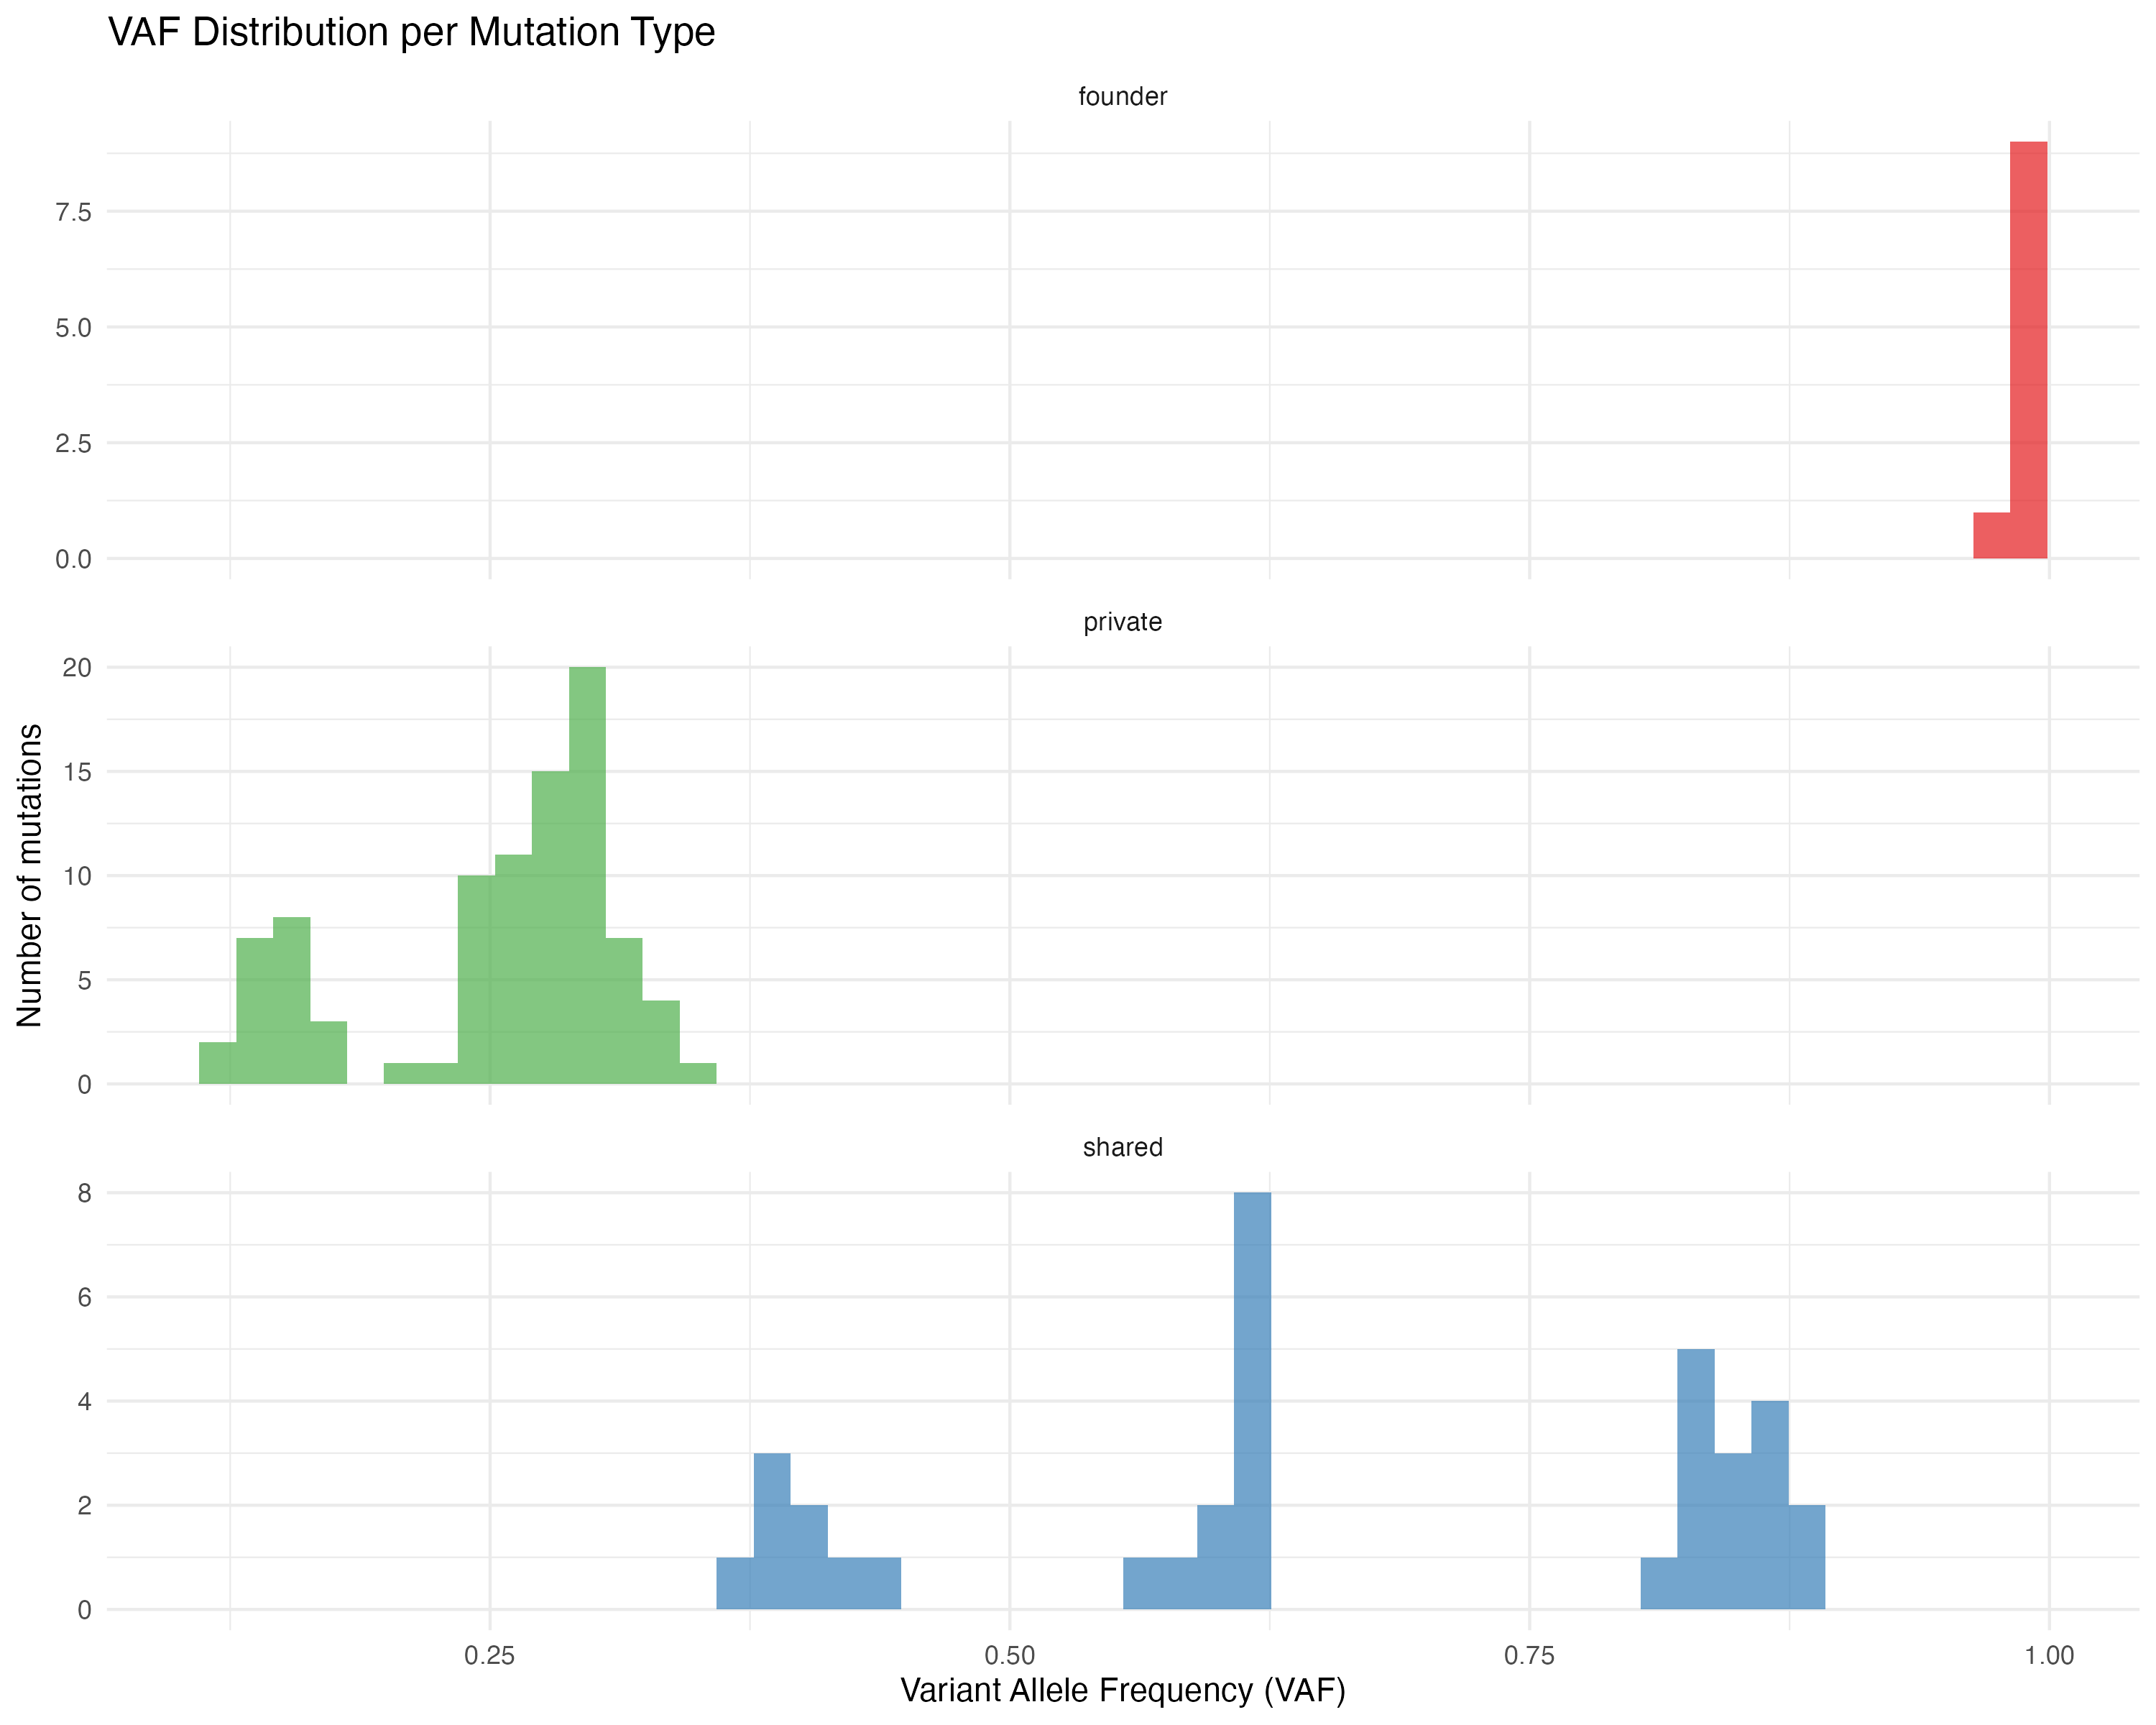 VAF Distribution per Mutation Type
founder
7.5
5.0
2.5
0.0
private
20
15
10
5
0
shared
8
6
4
2
0
0.25 0.50 0.75 1.00
Variant Allele Frequency (VAF)
Number of mutations